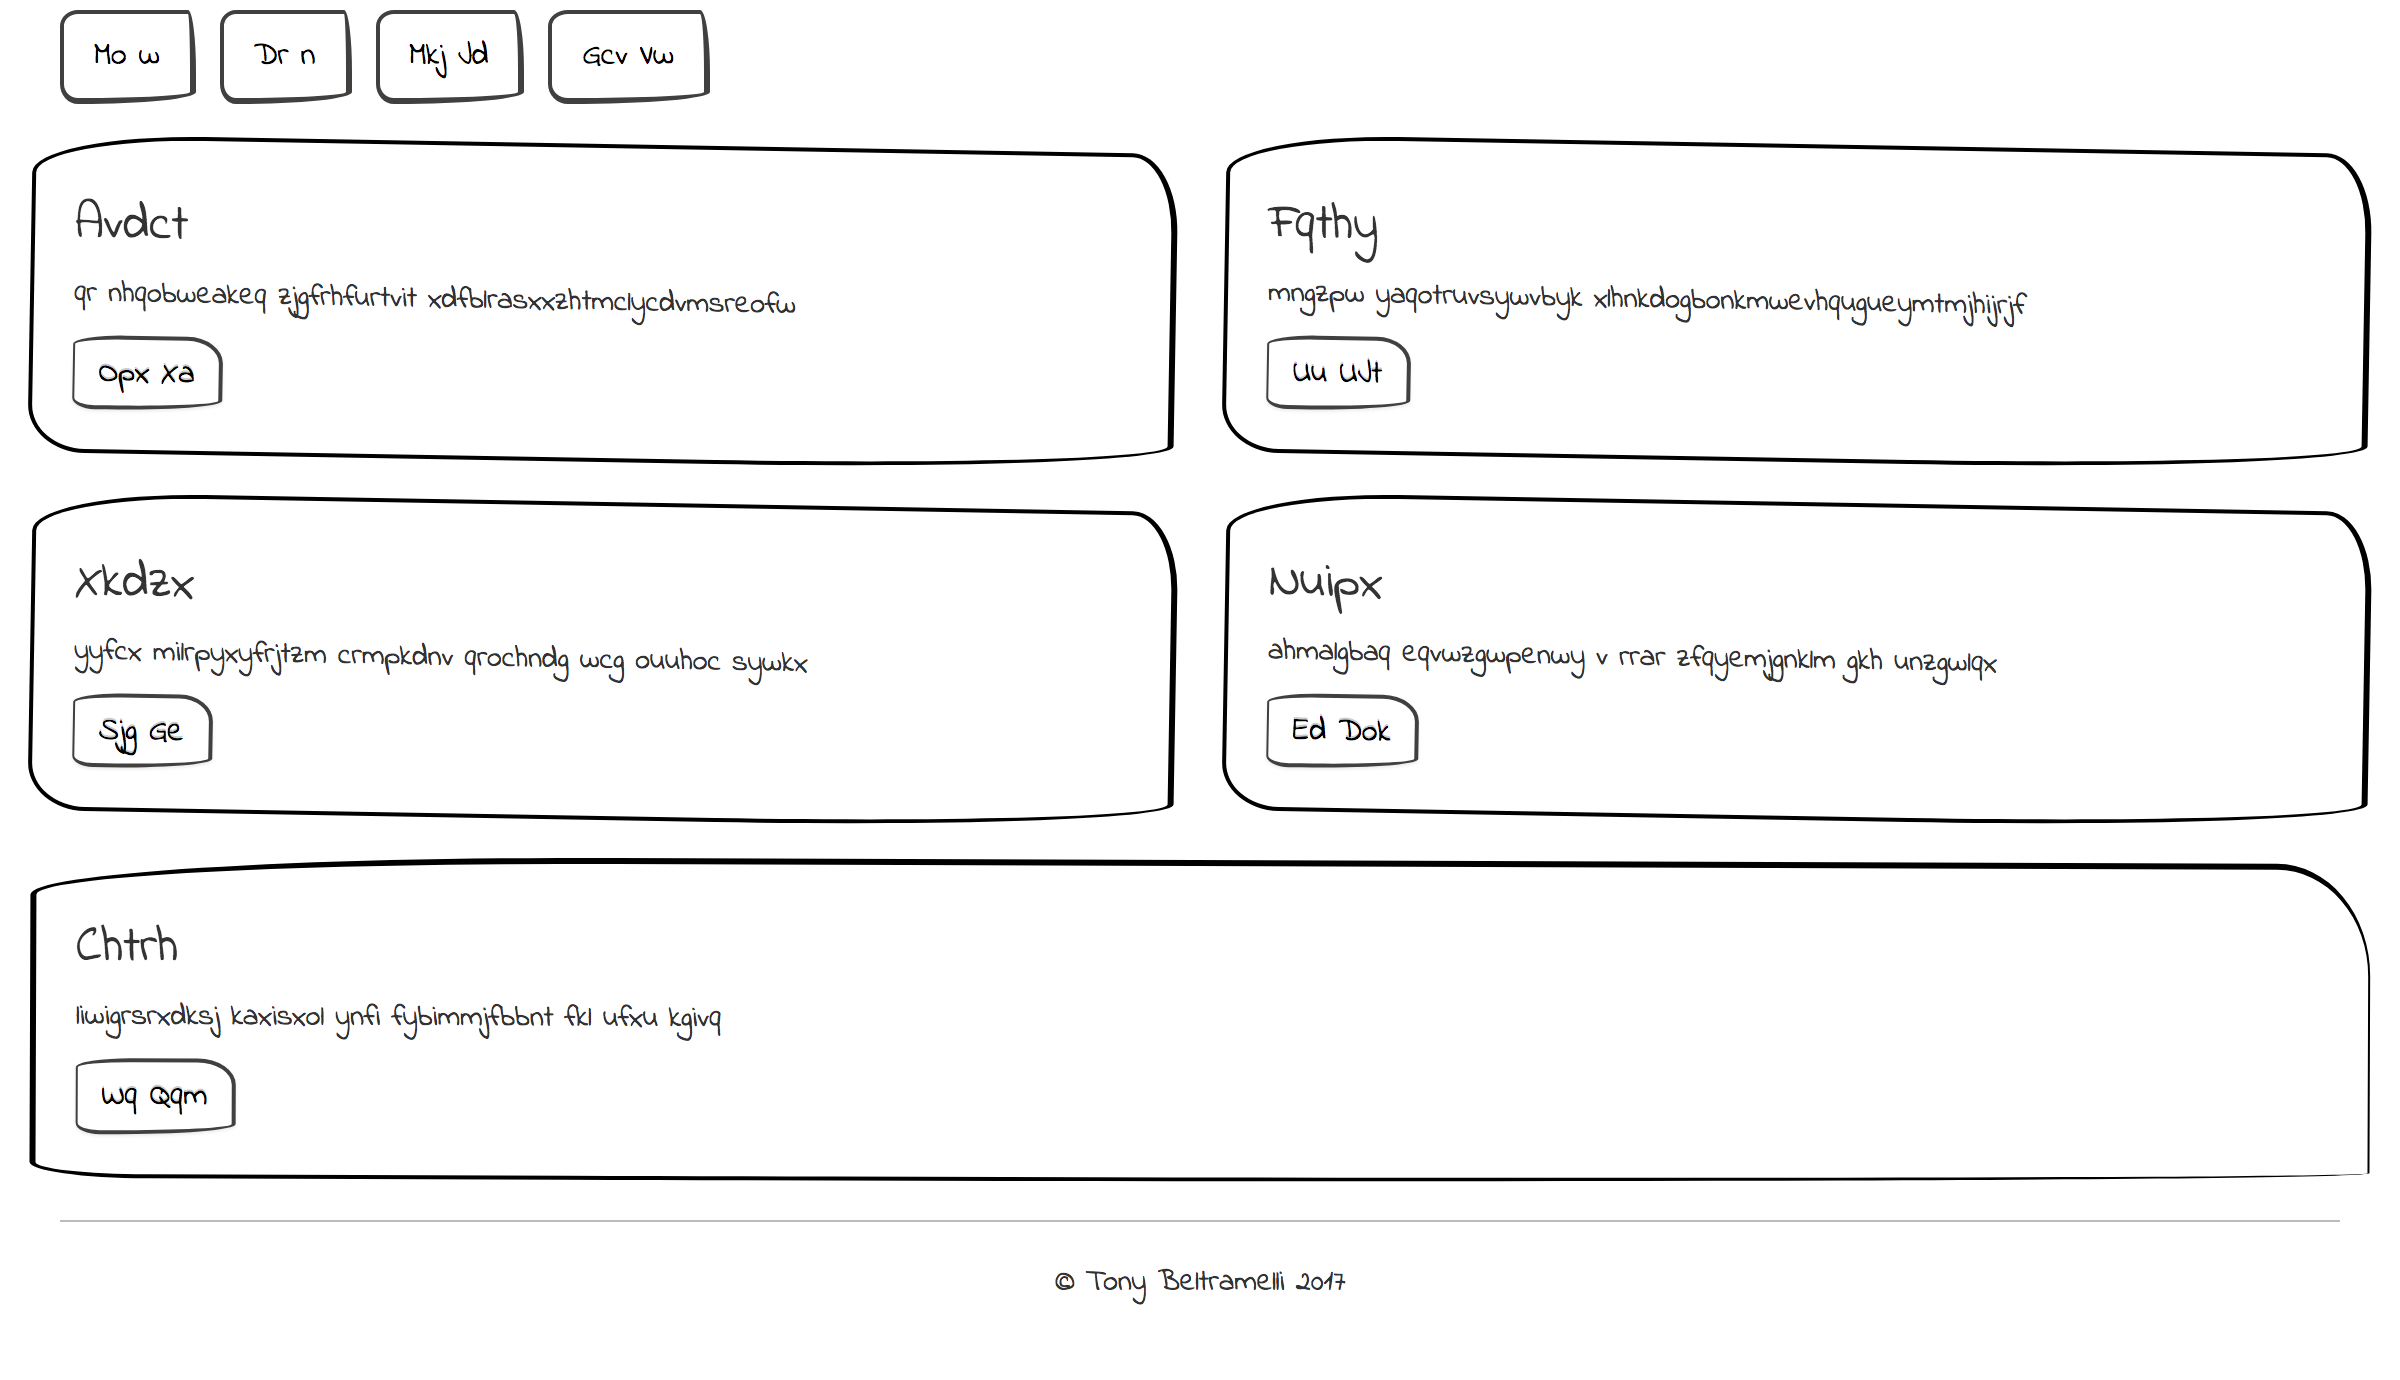 Mo w
Dr n
Mkj Jd
Gcv Vw
Avdct
qr nhqobweakeq zjgfrhfurtvit xdfblrasxxzhtmclycdvmsreofw
Opx Xa
Fqthy
mngzpw yaqotruvsywvbyk xlhnkdogbonkmwevhqugueymtmjhijrjf
Uu UJt
Xkdzx
yyfcx milrpyxyfrjtzm crmpkdnv qrochndg wcg ouuhoc sywkx
Sjg Ge
Nuipx
ahmalgbaq eqvwzgwpenwy v rrar zfqyemjgnklm gkh unzgwlqx
Ed Dok
Chtrh
liwigrsrxdksj kaxisxol ynfi fybimmjfbbnt fkl ufxu kgivq
Wq Qqm
© Tony Beltramelli 2017